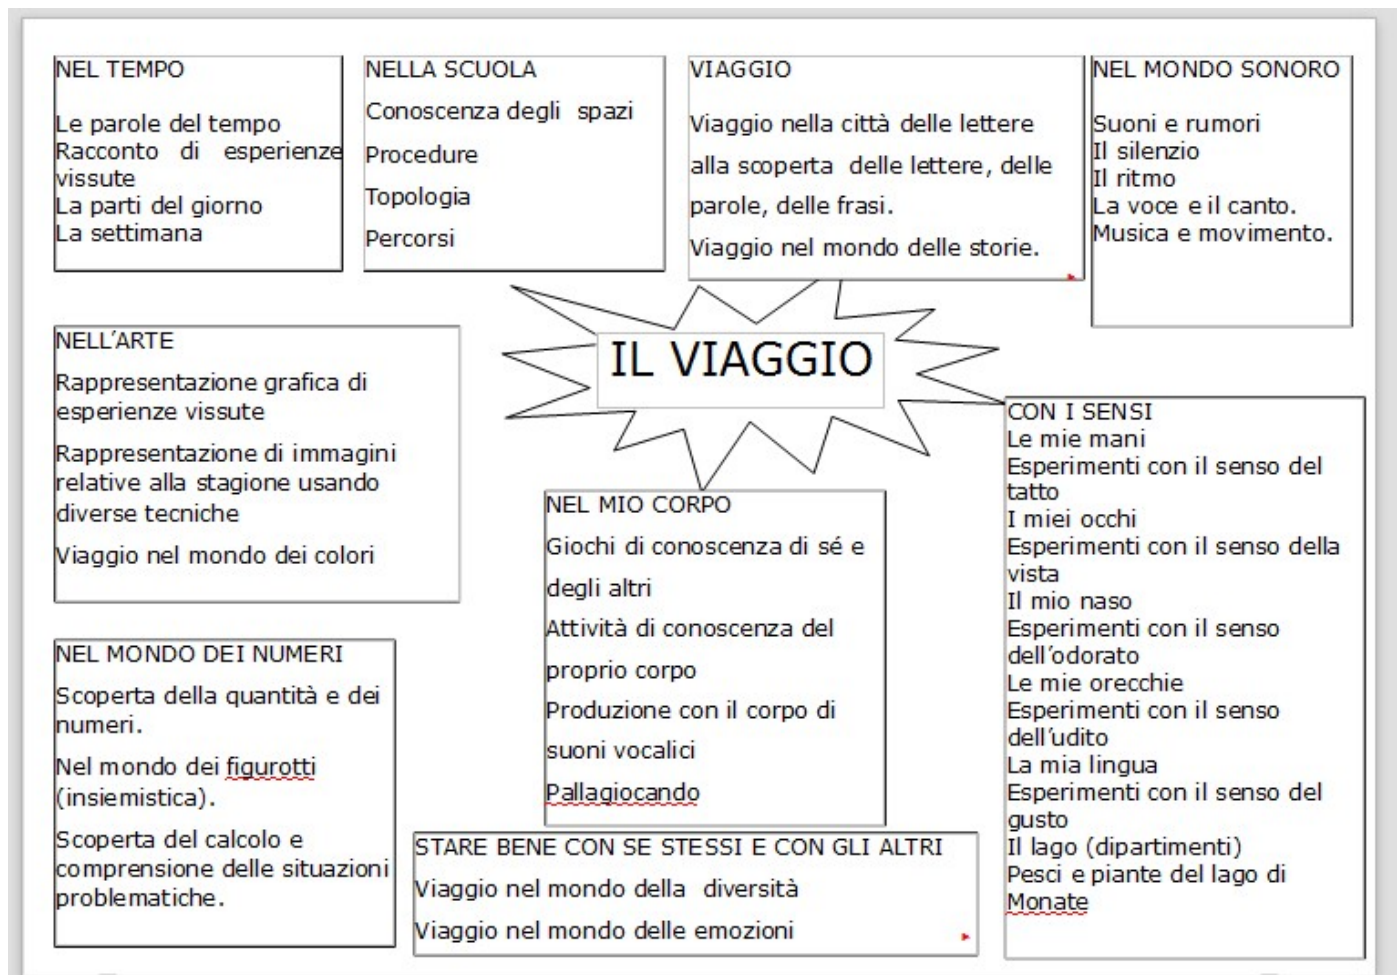 NEL TEMPO
Le parole del tempo
Racconto di esperienze
vissute
La parti del giorno
La settimana
NELLA SCUOLA
Conoscenza degli spazi
Procedure
Topologia
Percorsi
VIAGGIO
Viaggio nella città delle lettere
alla scoperta delle lettere, delle
parole, delle frasi.
Viaggio nel mondo delle storie.
NEL MONDO SONORO
Suoni e rumori
Il silenzio
Il ritmo
La voce e il canto.
Musica e movimento.
IL VIAGGIO
NELL'ARTE
Rappresentazione grafica di
esperienze vissute
Rappresentazione di immagini
relative alla stagione usando
diverse tecniche
Viaggio nel mondo dei colori
CON I SENSI
Le mie mani
Esperimenti con il senso del
tatto
I miei occhi
Esperimenti con il senso della
vista
Il mio naso
Esperimenti con il senso
dell'odorato
Le mie orecchie
Esperimenti con il senso
dell'udito
La mia lingua
Esperimenti con il senso del
gusto
Il lago (dipartimenti)
Pesci e piante del lago di
Monate
NEL MIO CORPO
Giochi di conoscenza di sé e
degli altri
Attività di conoscenza del
proprio corpo
Produzione con il corpo di
suoni vocalici
Pallagiocando
NEL MONDO DEI NUMERI
Scoperta della quantità e dei
numeri.
Nel mondo dei figurotti
(insiemistica).
Scoperta del calcolo e
comprensione delle situazioni
problematiche.
STARE BENE CON SE STESSI E CON GLI ALTRI
Viaggio nel mondo della diversità
Viaggio nel mondo delle emozioni